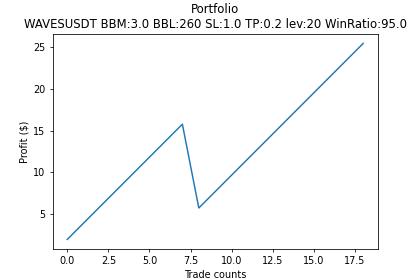 Portfolio
WAVESUSDT BBM:3.0 BBL:260 SL:1.0 TP:0.2 lev:20 WinRatio:95.0
25
20
15
10
5
Profit ($)
0.0 2.5 5.0 7.5 10.0 12.5 15.0 17.5
Trade counts